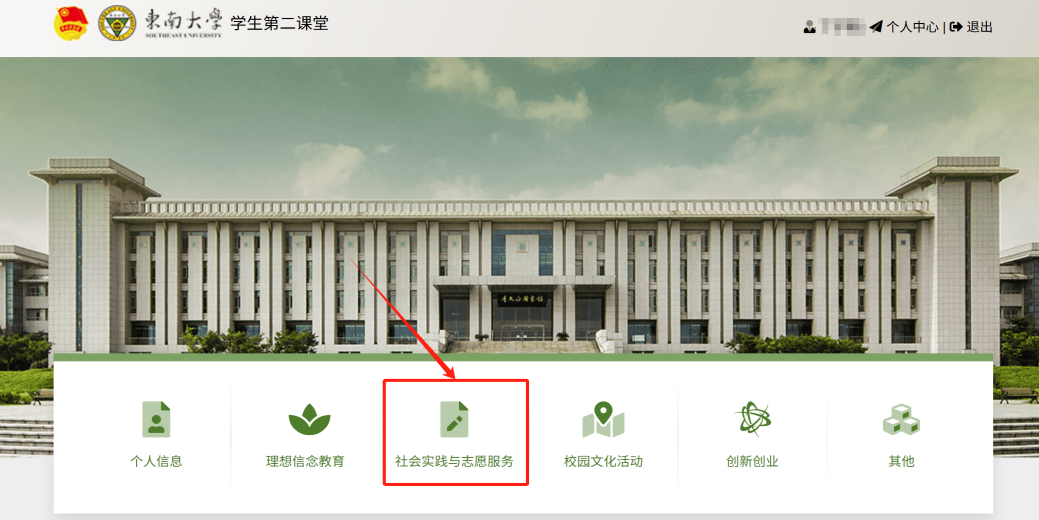 東南大學
SOUTHEAST UNIVERSITY
学生第二课堂
个人中心 | 退出
个人信息
理想信念教育
社会实践与志愿服务
校园文化活动
创新创业
其他